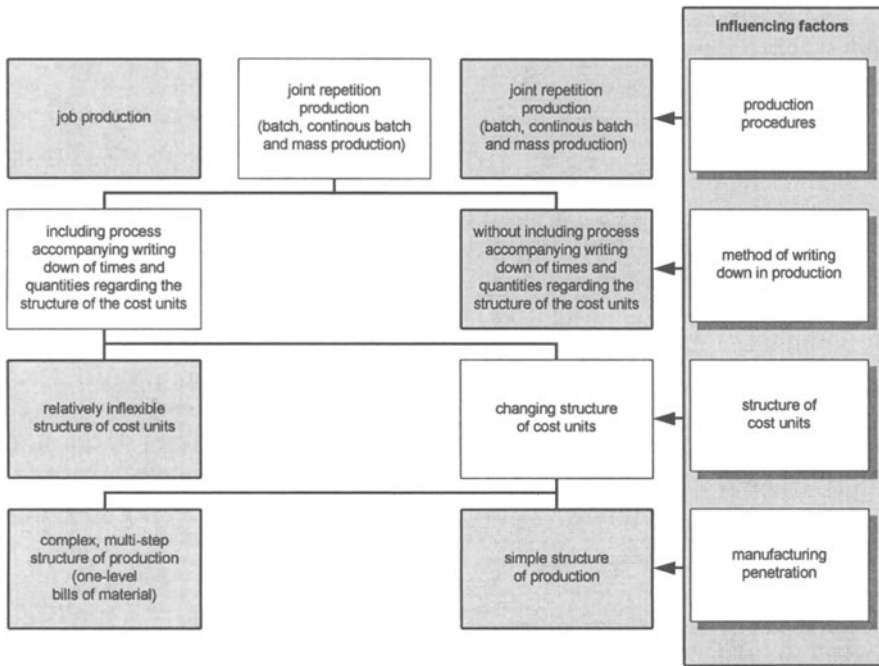 influencing factors
job production
joint repetition
production
(batch, continous batch
and mass production)
joint repetition
production
(batch, continous batch
and mass production)
production
procedures
including process
accompanying writing
down of times and
quantities regarding the
structure of the cost units
without including process
accompanying writing
down of times and
quantities regarding the
structure of the cost units
method of writing
down in production
relatively inflexible
structure of cost units
changing structure
of cost units
structure of
cost units
complex, multi-step
structure of production
(one-level
bills of material)
simple structure
of production
manufacturing
penetration